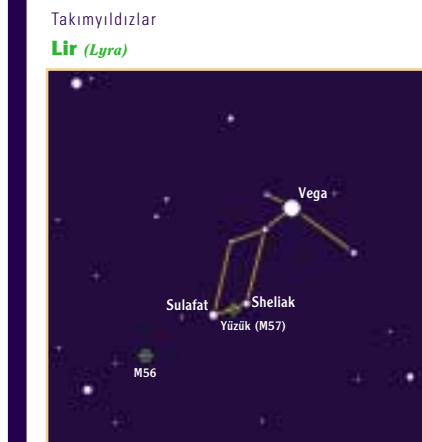 Takımyıldızlar
Lir (Lyra)
Vega
Sulafat
Sheliak
Yüzük (M57)
M56